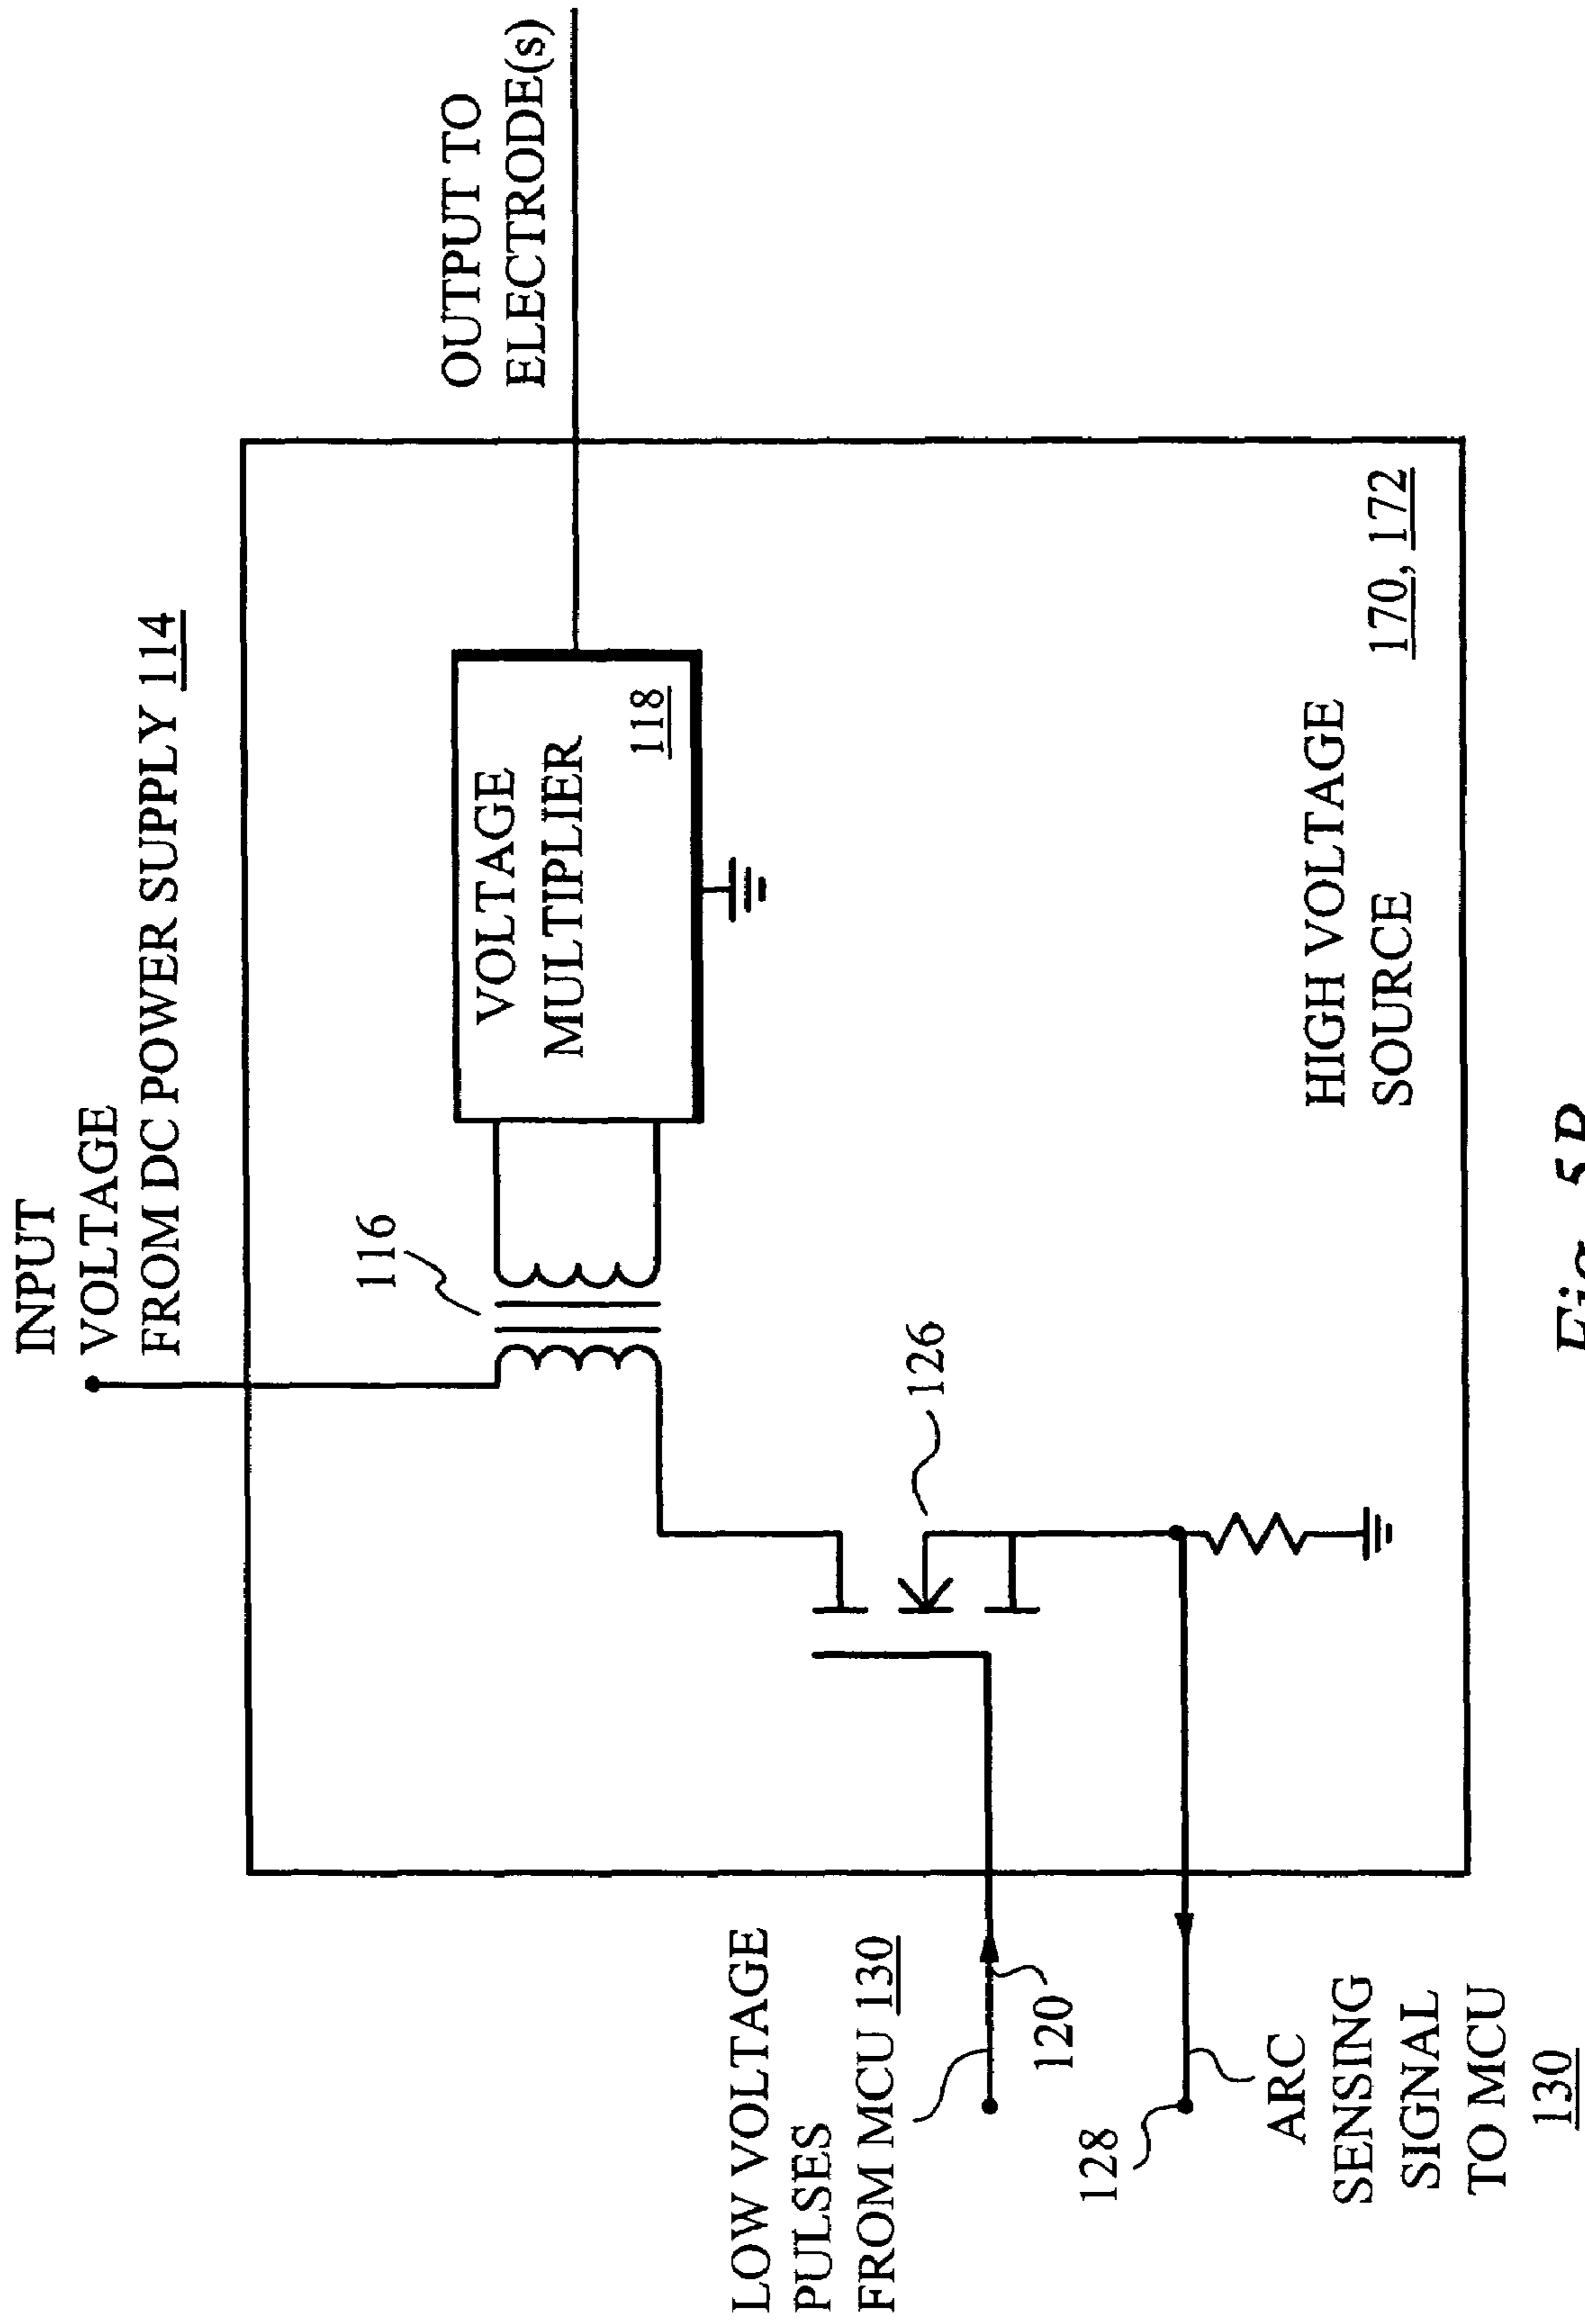 INPUT
VOLTAGE
FROM DC POWER SUPPLY 114
OUTPUT TO
ELECTRODE(s)
116
VOLTAGE
MULTIPLIER
118
126
LOW VOLTAGE
PULSES
FROM MCU 130
120
128
ARC
SENSING
SIGNAL
TO MCU
130
HIGH VOLTAGE
SOURCE
170, 172